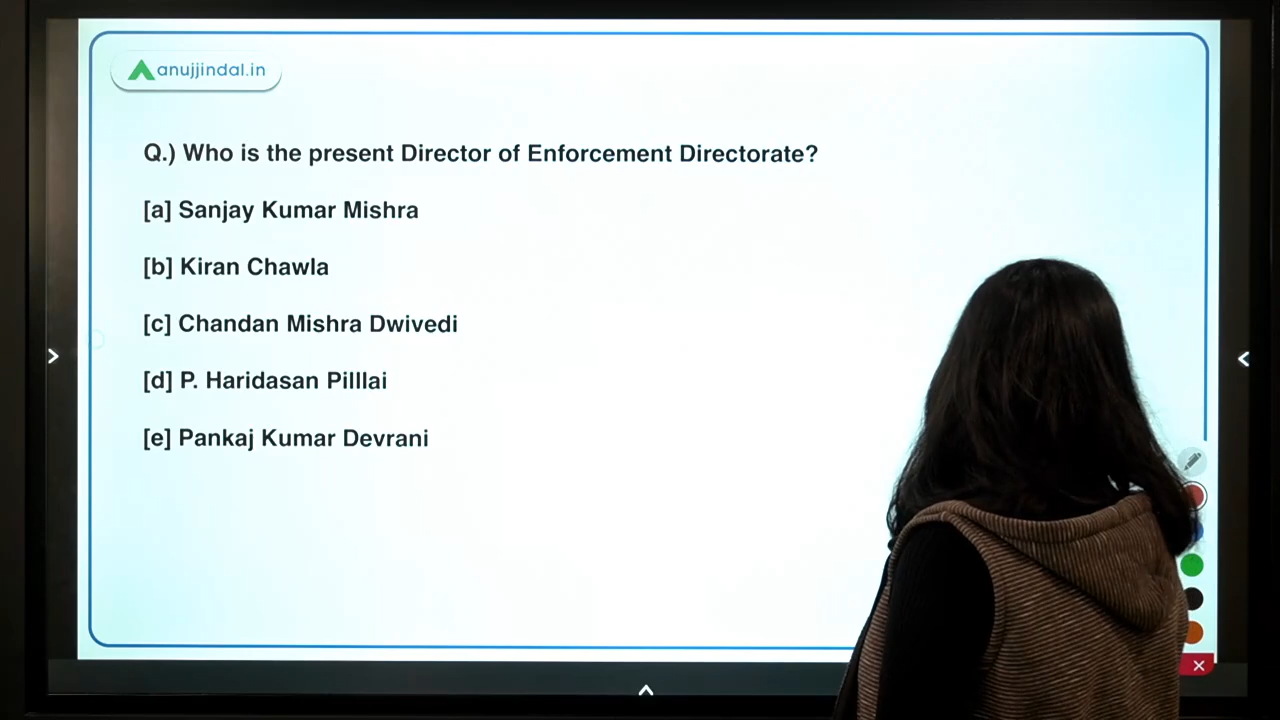 anujjindal.in
Q.) Who is the present Director of Enforcement Directorate?
[a] Sanjay Kumar Mishra
[b] Kiran Chawla
[c] Chandan Mishra Dwivedi
[d] P. Haridasan Pilllai
[e] Pankaj Kumar Devrani